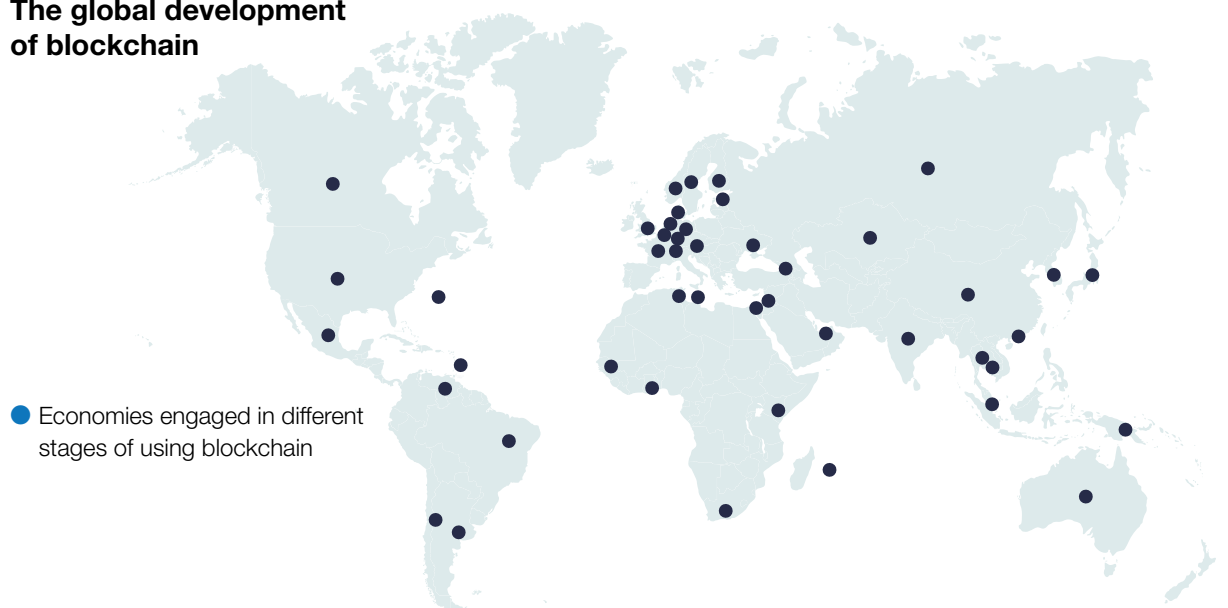 The global development
of blockchain
Economies engaged in different
stages of using blockchain